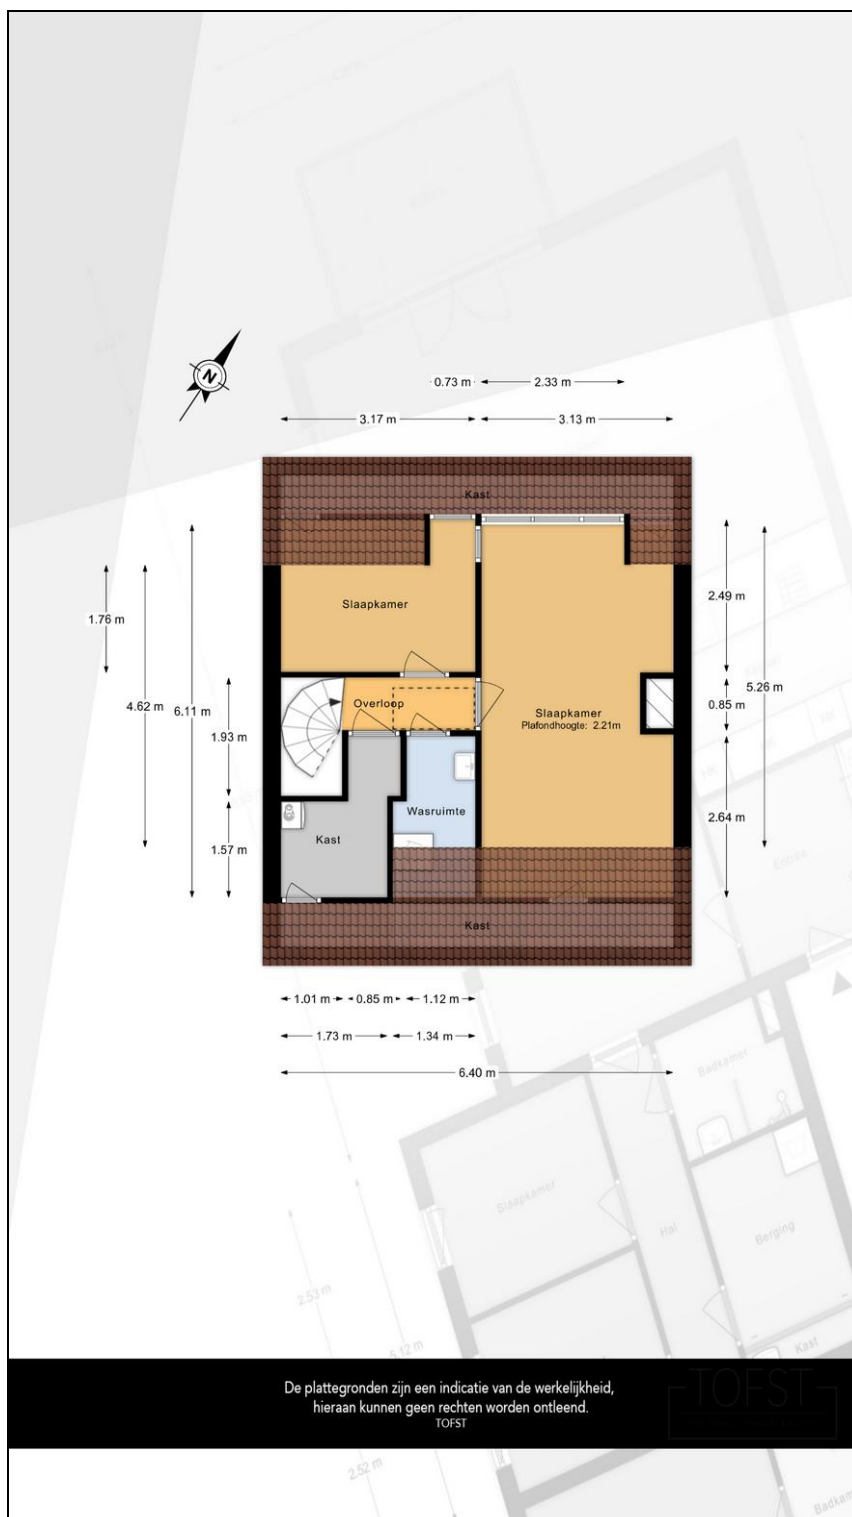 0.73 m
2.33 m
3.17 m
3.13 m
N
Kast
Slaapkamer
1.76 m
2.49 m
4.62 m
6.11 m
Overloop
Slaapkamer
Plafondhoogte: 2.21m
0.85 m
5.26 m
1.93 m
Wasruimte
2.64 m
Kast
1.57 m
Kast
Entree
1.01 m
0.85 m
1.12 m
1.73 m
1.34 m
6.40 m
Badkamer
Slaapkamer
Hal
Berging
2.53 m
5.12 m
Kast
De plattegronden zijn een indicatie van de werkelijkheid,
hieraan kunnen geen rechten worden ontleend.
TOFST
TOFST
2.52 m